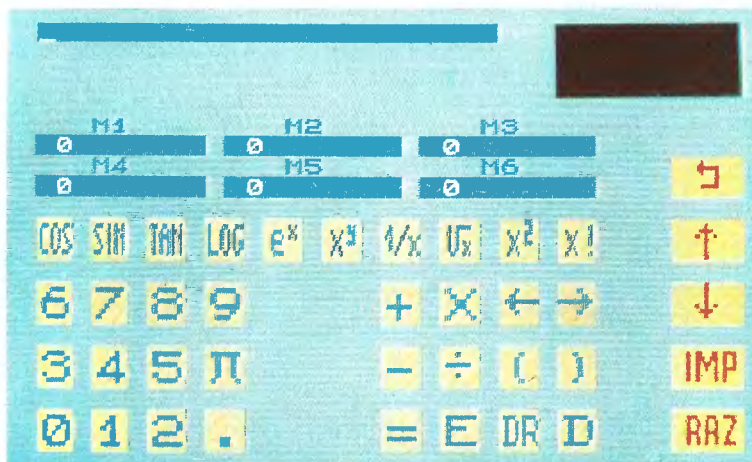 M1 M2 M3
0 0 0
M4 M5 M6
0 0 0
COS SIN TAN LOG eˣ xʸ 1/x √x x² x!
6 7 8 9 + × ← →
3 4 5 π − ÷ ( )
0 1 2 . = E DR D
↰
↑
↓
IMP
RAZ